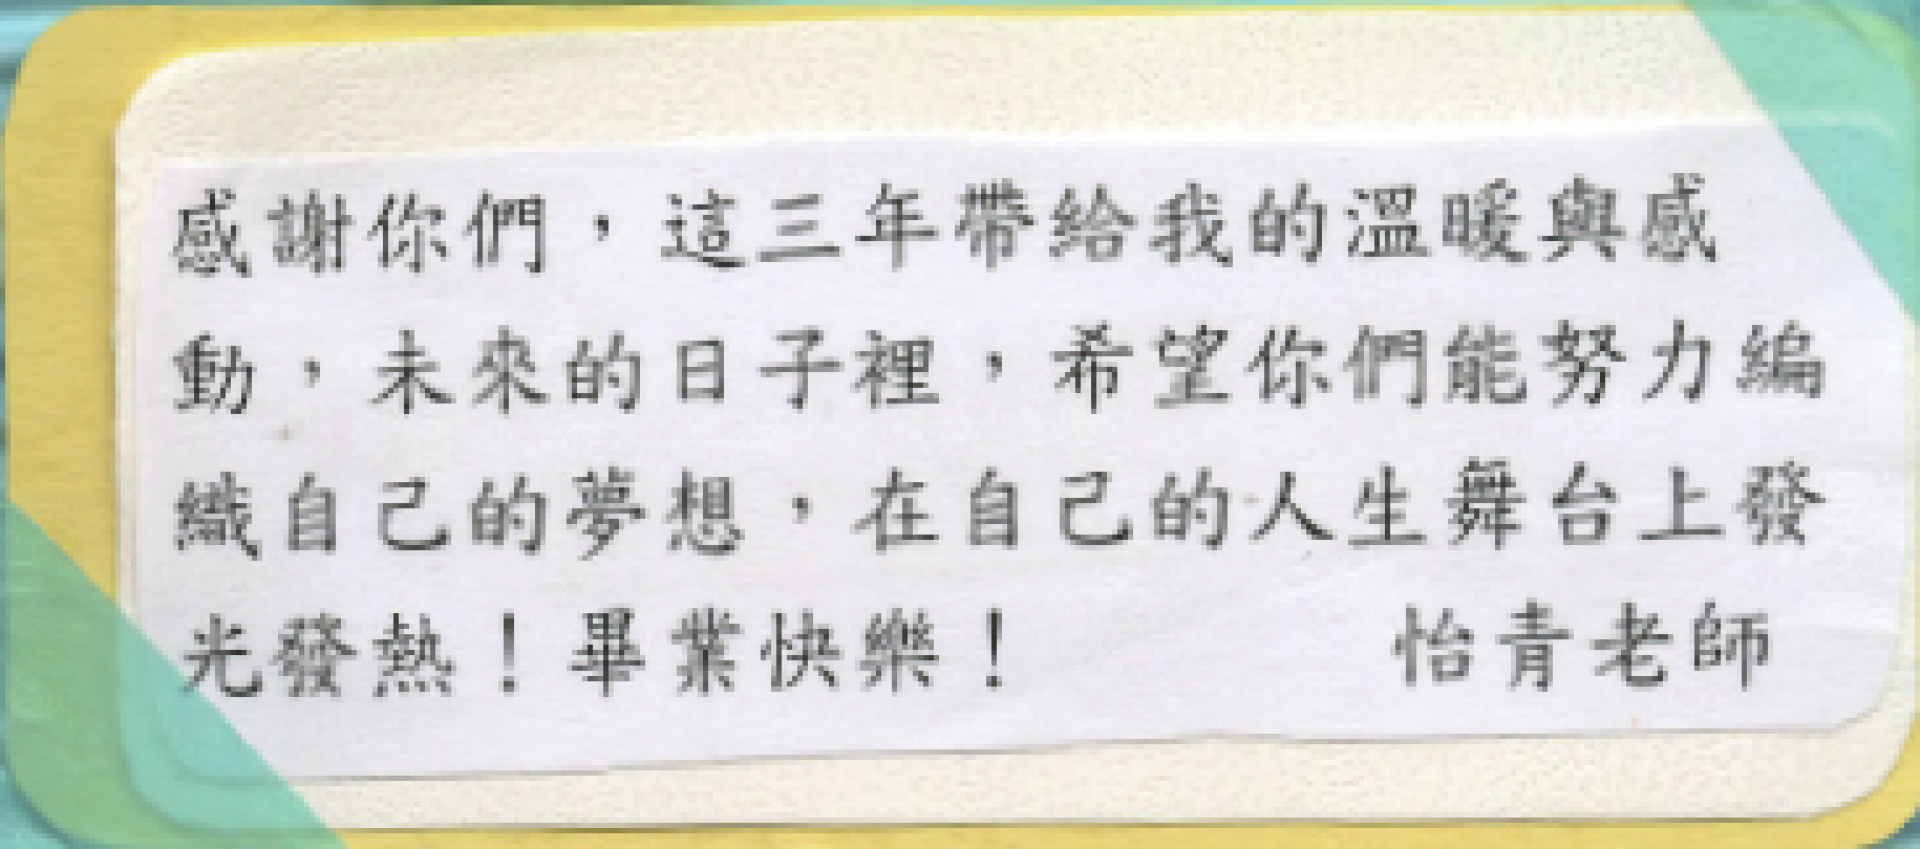 感謝你們，這三年帶給我的溫暖與感
動，未來的日子裡，希望你們能努力編
織自己的夢想，在自己的人生舞台上發
光發熱！畢業快樂！ 怡青老師